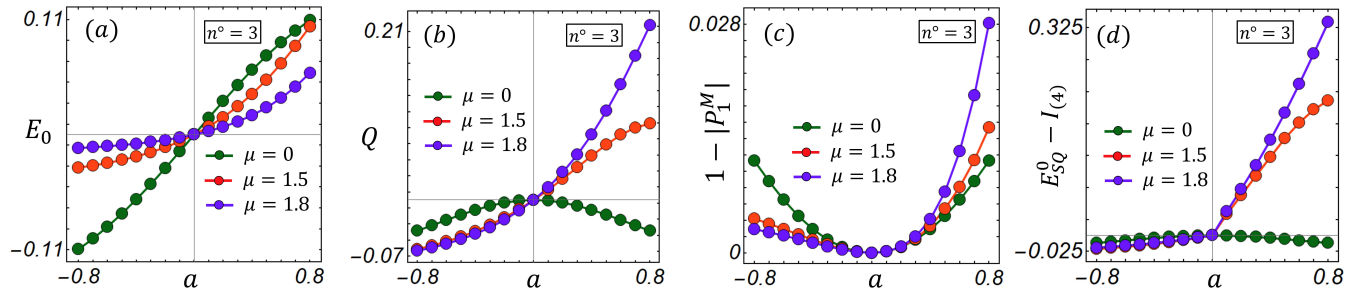 (a)
n° = 3
0.11
E₀
−0.11
μ = 0
μ = 1.5
μ = 1.8
−0.8
a
0.8
(b)
n° = 3
0.21
Q
−0.07
μ = 0
μ = 1.5
μ = 1.8
−0.8
a
0.8
(c)
n° = 3
0.028
1 − |P₁ᴹ|
0
μ = 0
μ = 1.5
μ = 1.8
−0.8
a
0.8
(d)
n° = 3
0.325
E⁰_SQ − I₍₄₎
−0.025
μ = 0
μ = 1.5
μ = 1.8
−0.8
a
0.8